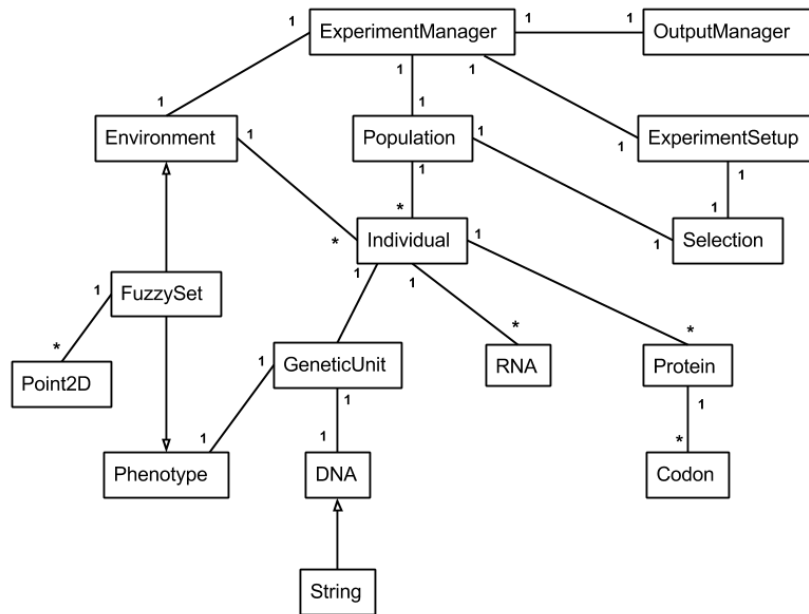 1 ExperimentManager 1 1 OutputManager
1 1
1 1 1
Environment 1 Population 1 ExperimentSetup
1 1
* * 1 1
Individual 1 Selection
1 1
1 FuzzySet
* * *
Point2D 1 GeneticUnit RNA Protein
1 1
1 1 *
Phenotype DNA Codon
String